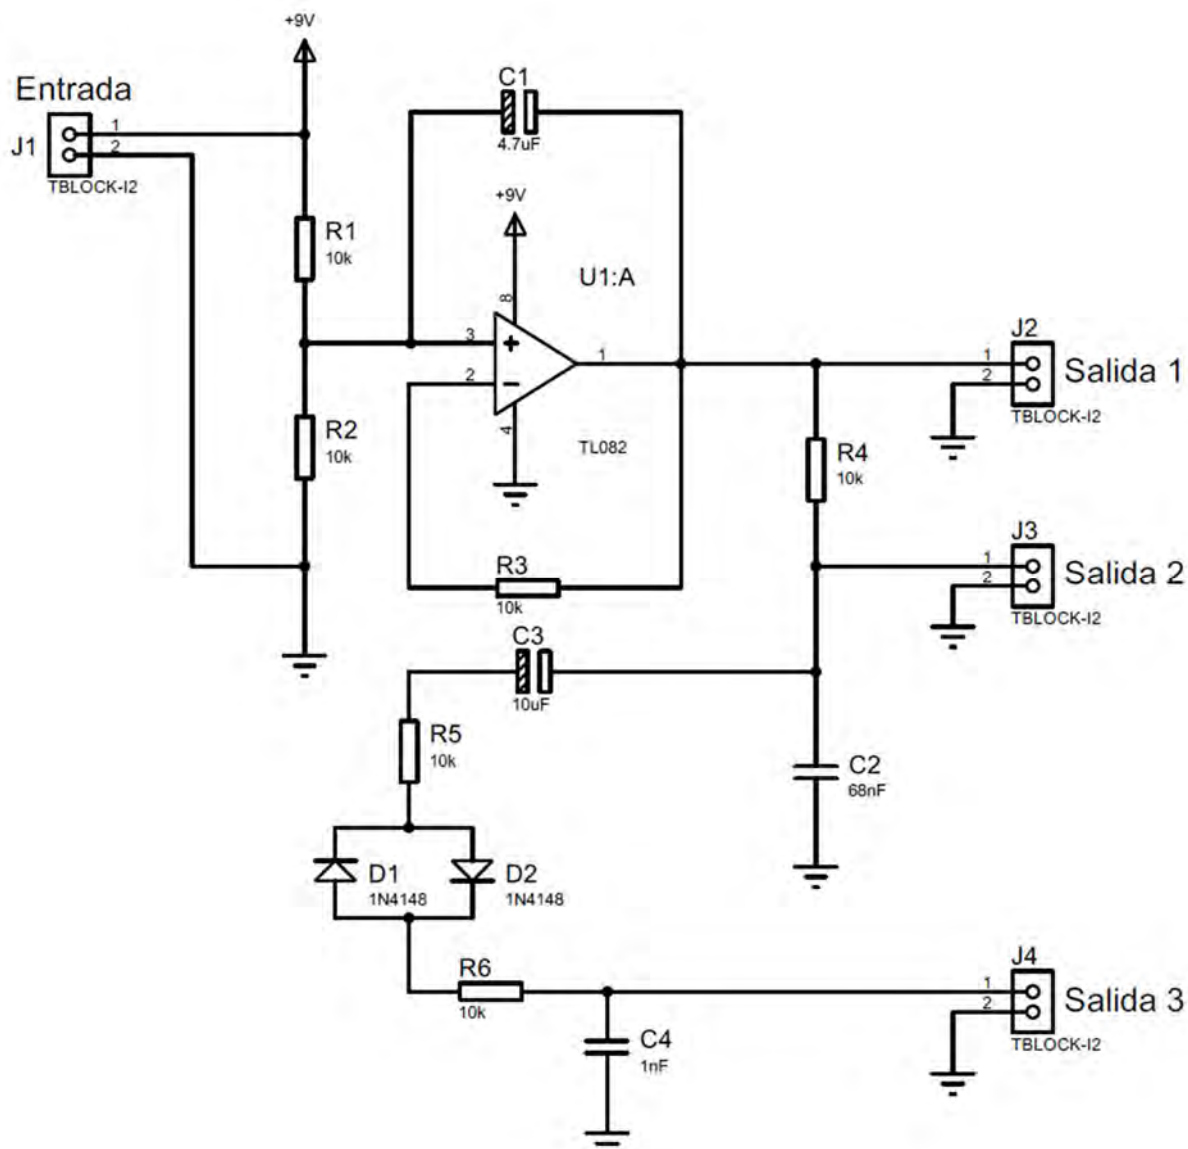 +9V
Entrada
J1
1
2
TBLOCK-I2
C1
4.7uF
+9V
R1
10k
U1:A
8
3
2
1
4
TL082
R2
10k
R3
10k
J2
1
2
Salida 1
TBLOCK-I2
R4
10k
J3
1
2
Salida 2
TBLOCK-I2
C3
10uF
R5
10k
C2
68nF
D1
1N4148
D2
1N4148
R6
10k
J4
1
2
Salida 3
TBLOCK-I2
C4
1nF